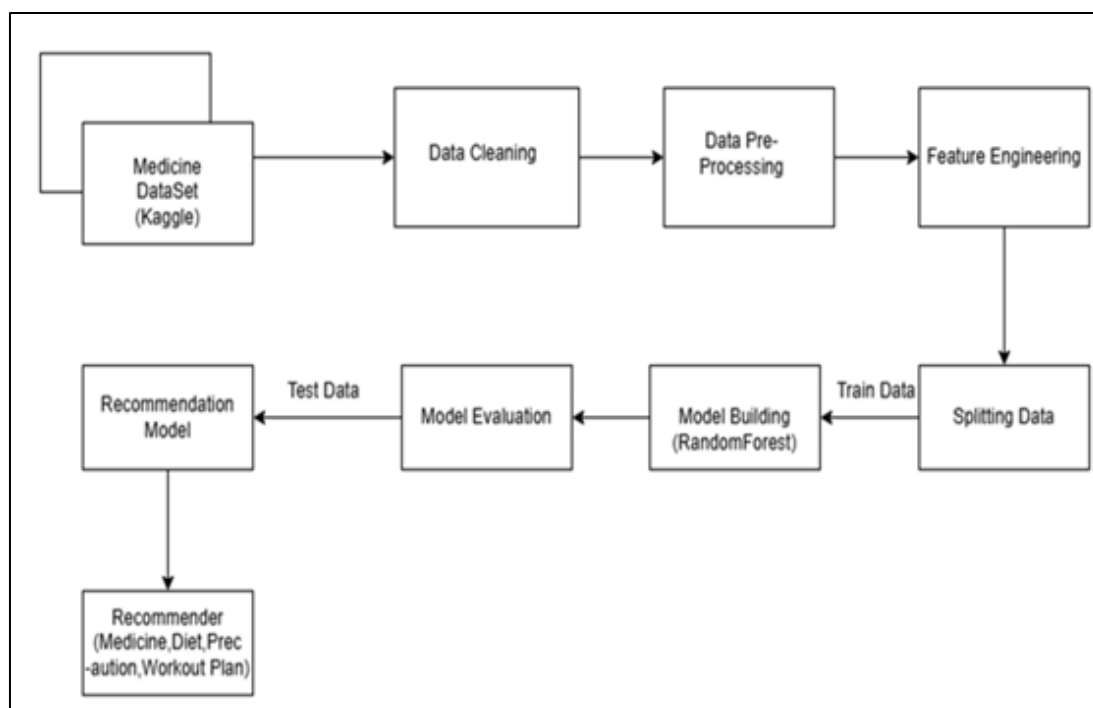 Medicine
DataSet
(Kaggle)
Data Cleaning
Data Pre-
Processing
Feature Engineering
Recommendation
Model
Test Data
Model Evaluation
Model Building
(RandomForest)
Train Data
Splitting Data
Recommender
(Medicine,Diet,Prec
-aution,Workout Plan)